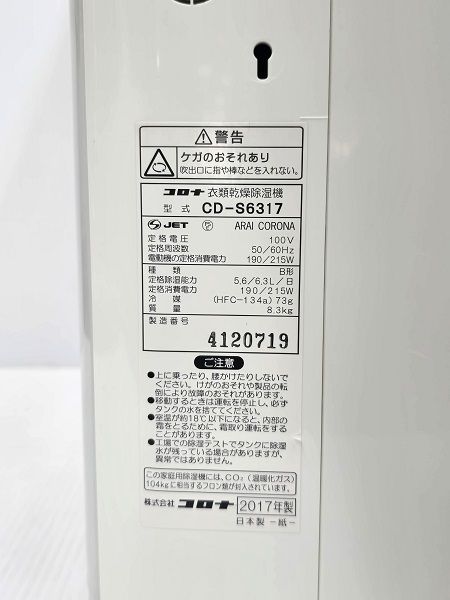 ⚠警告
ケガのおそれあり
吹出口に指や棒などを入れない。
コロナ 衣類乾燥除湿機
型式 CD-S6317
JET PSE ARAI CORONA
定格電圧 100V
定格周波数 50/60Hz
電動機の定格消費電力 190/215W
種類 B形
定格除湿能力 5.6/6.3L/日
定格消費電力 190/215W
冷媒 (HFC-134a) 73g
質量 8.3kg
製造番号
4120719
ご注意
●上に乗ったり、腰かけたりしないで
ください。けがのおそれや製品の転
倒により故障のおそれがあります。
●移動するときは運転を停止し、必ず
タンクの水を捨ててください。
●室温が約18℃以下になると、内部の
霜をとるために、霜取り運転をする
ことがあります。
●工場での除湿テストでタンクに除湿
水が残っている場合がありますが、
異常ではありません。
この家庭用除湿機には、CO₂(温暖化ガス)
104kgに相当するフロン類が封入されています。
株式会社 コロナ 2017年製
日本製 -紙-